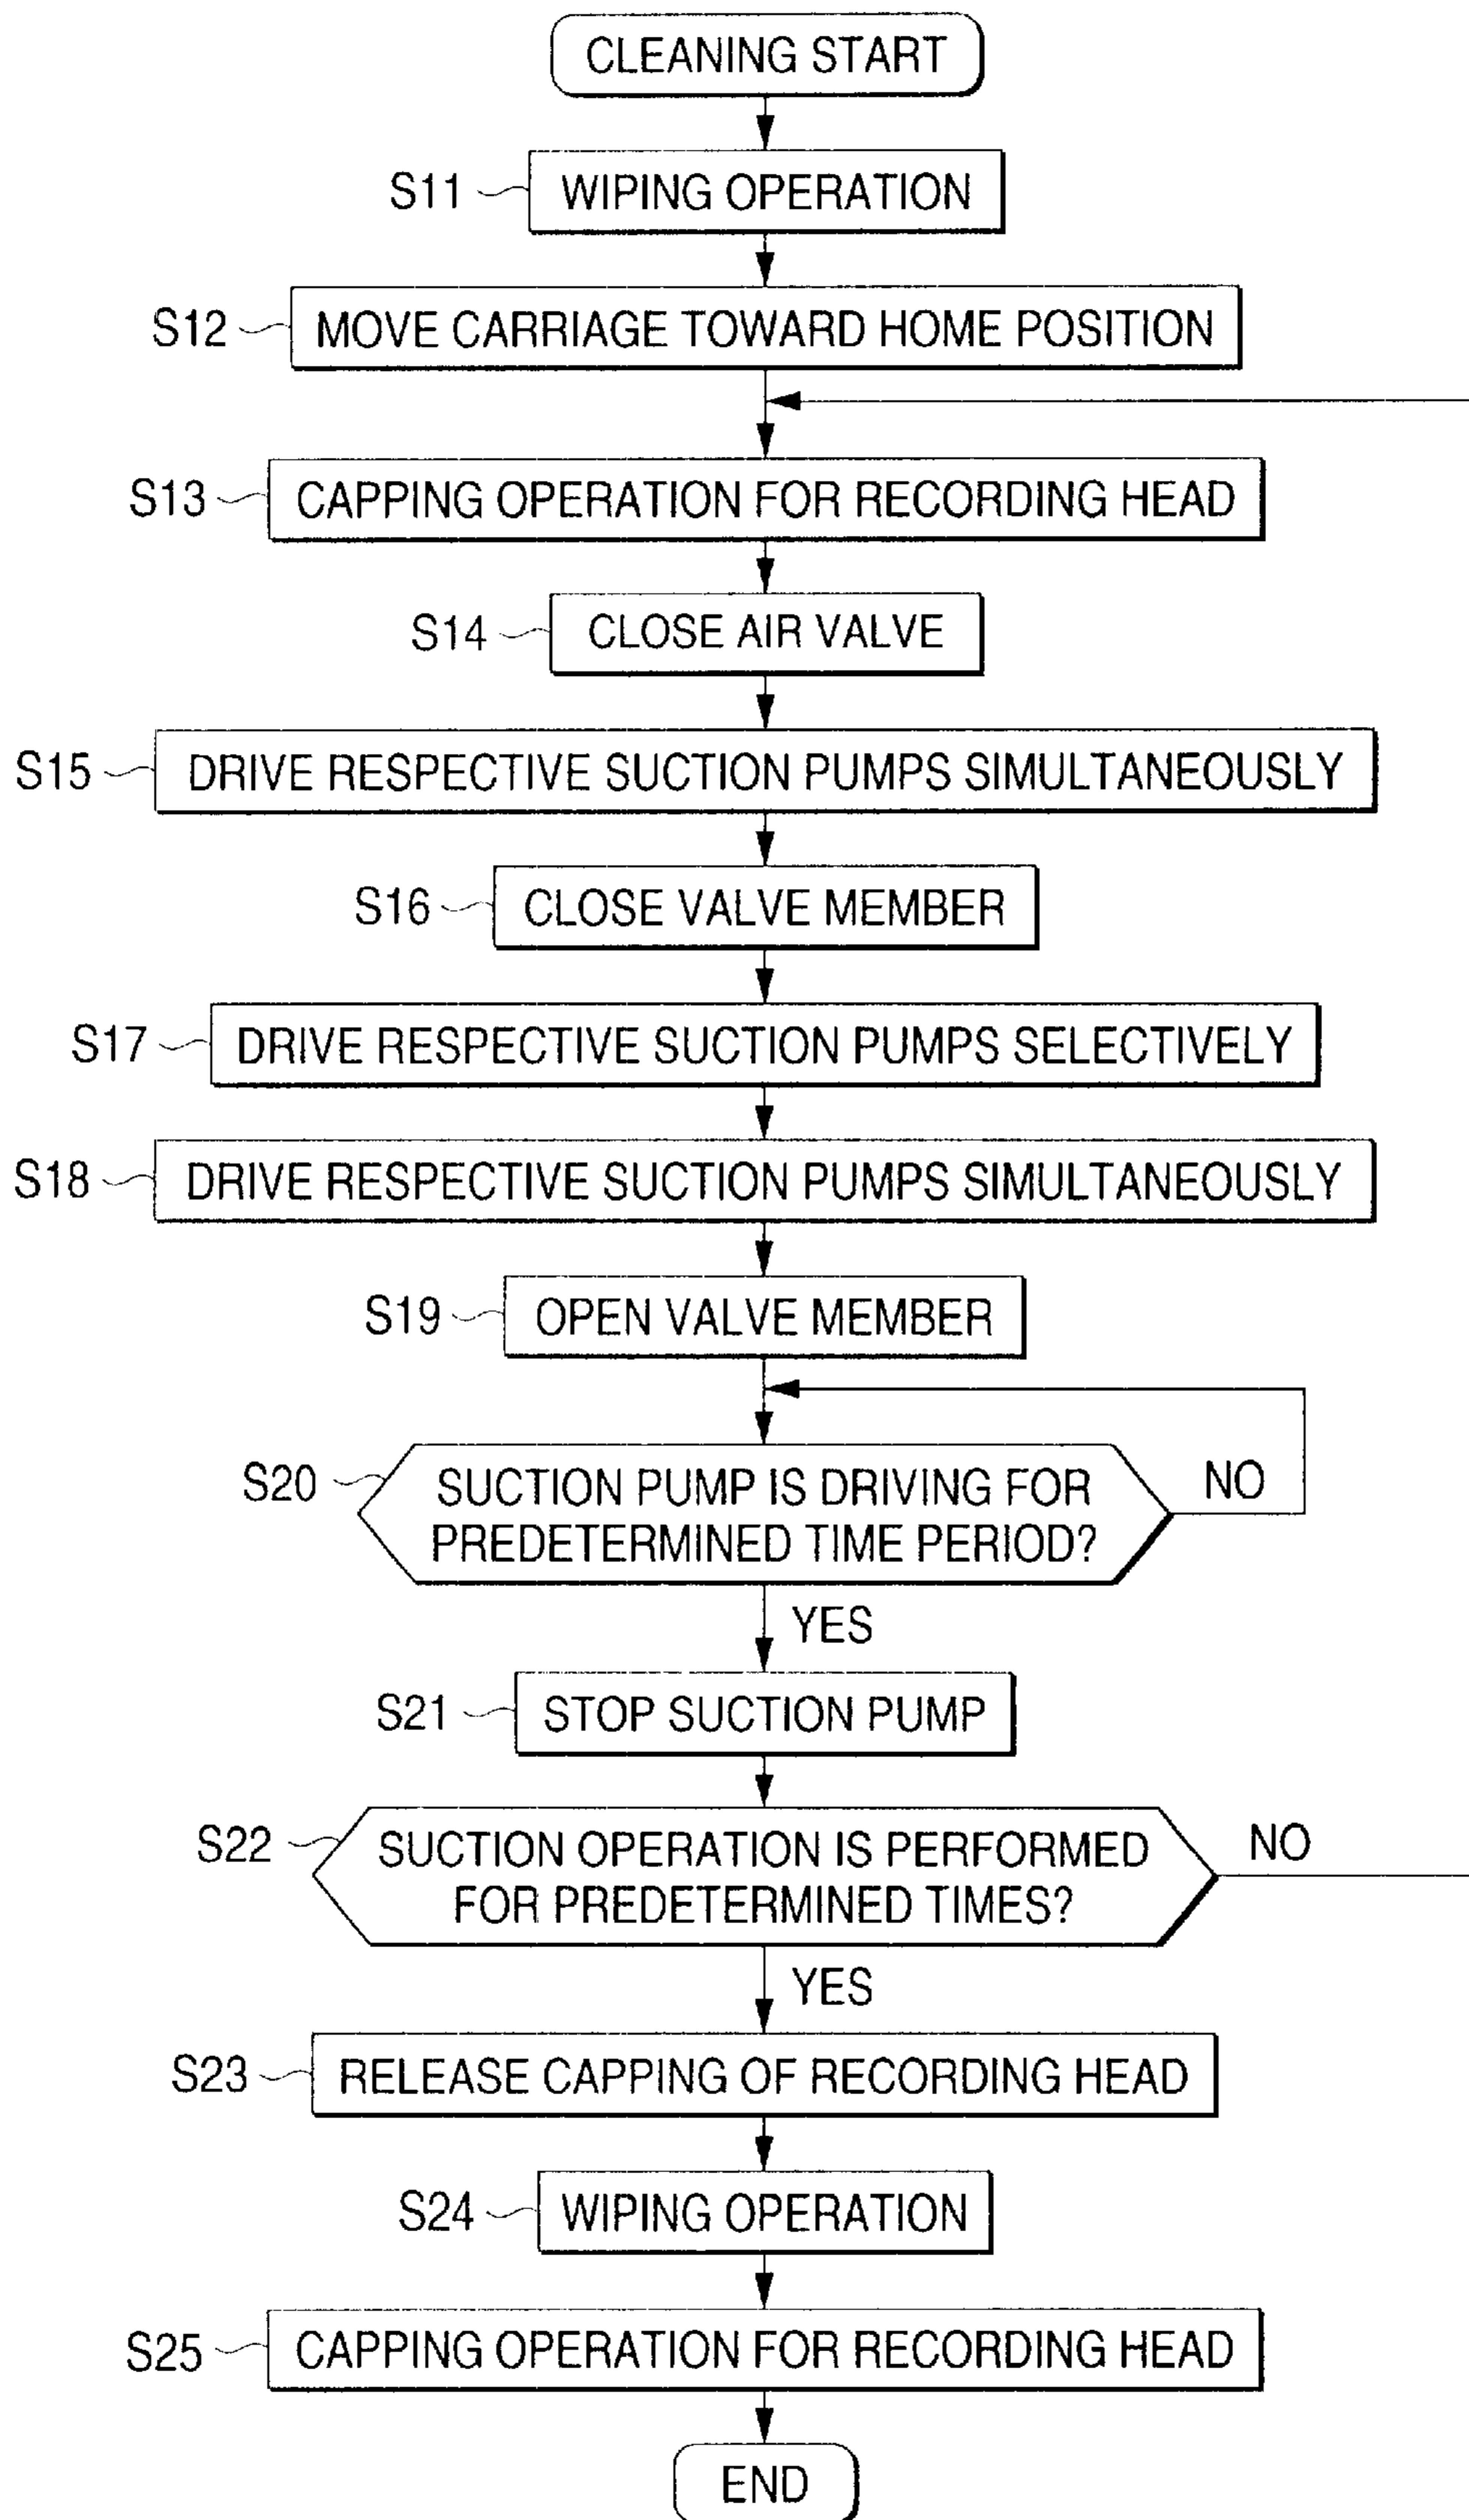 CLEANING START
S11 WIPING OPERATION
S12 MOVE CARRIAGE TOWARD HOME POSITION
S13 CAPPING OPERATION FOR RECORDING HEAD
S14 CLOSE AIR VALVE
S15 DRIVE RESPECTIVE SUCTION PUMPS SIMULTANEOUSLY
S16 CLOSE VALVE MEMBER
S17 DRIVE RESPECTIVE SUCTION PUMPS SELECTIVELY
S18 DRIVE RESPECTIVE SUCTION PUMPS SIMULTANEOUSLY
S19 OPEN VALVE MEMBER
S20 SUCTION PUMP IS DRIVING FOR NO
PREDETERMINED TIME PERIOD?
YES
S21 STOP SUCTION PUMP
S22 SUCTION OPERATION IS PERFORMED NO
FOR PREDETERMINED TIMES?
YES
S23 RELEASE CAPPING OF RECORDING HEAD
S24 WIPING OPERATION
S25 CAPPING OPERATION FOR RECORDING HEAD
END